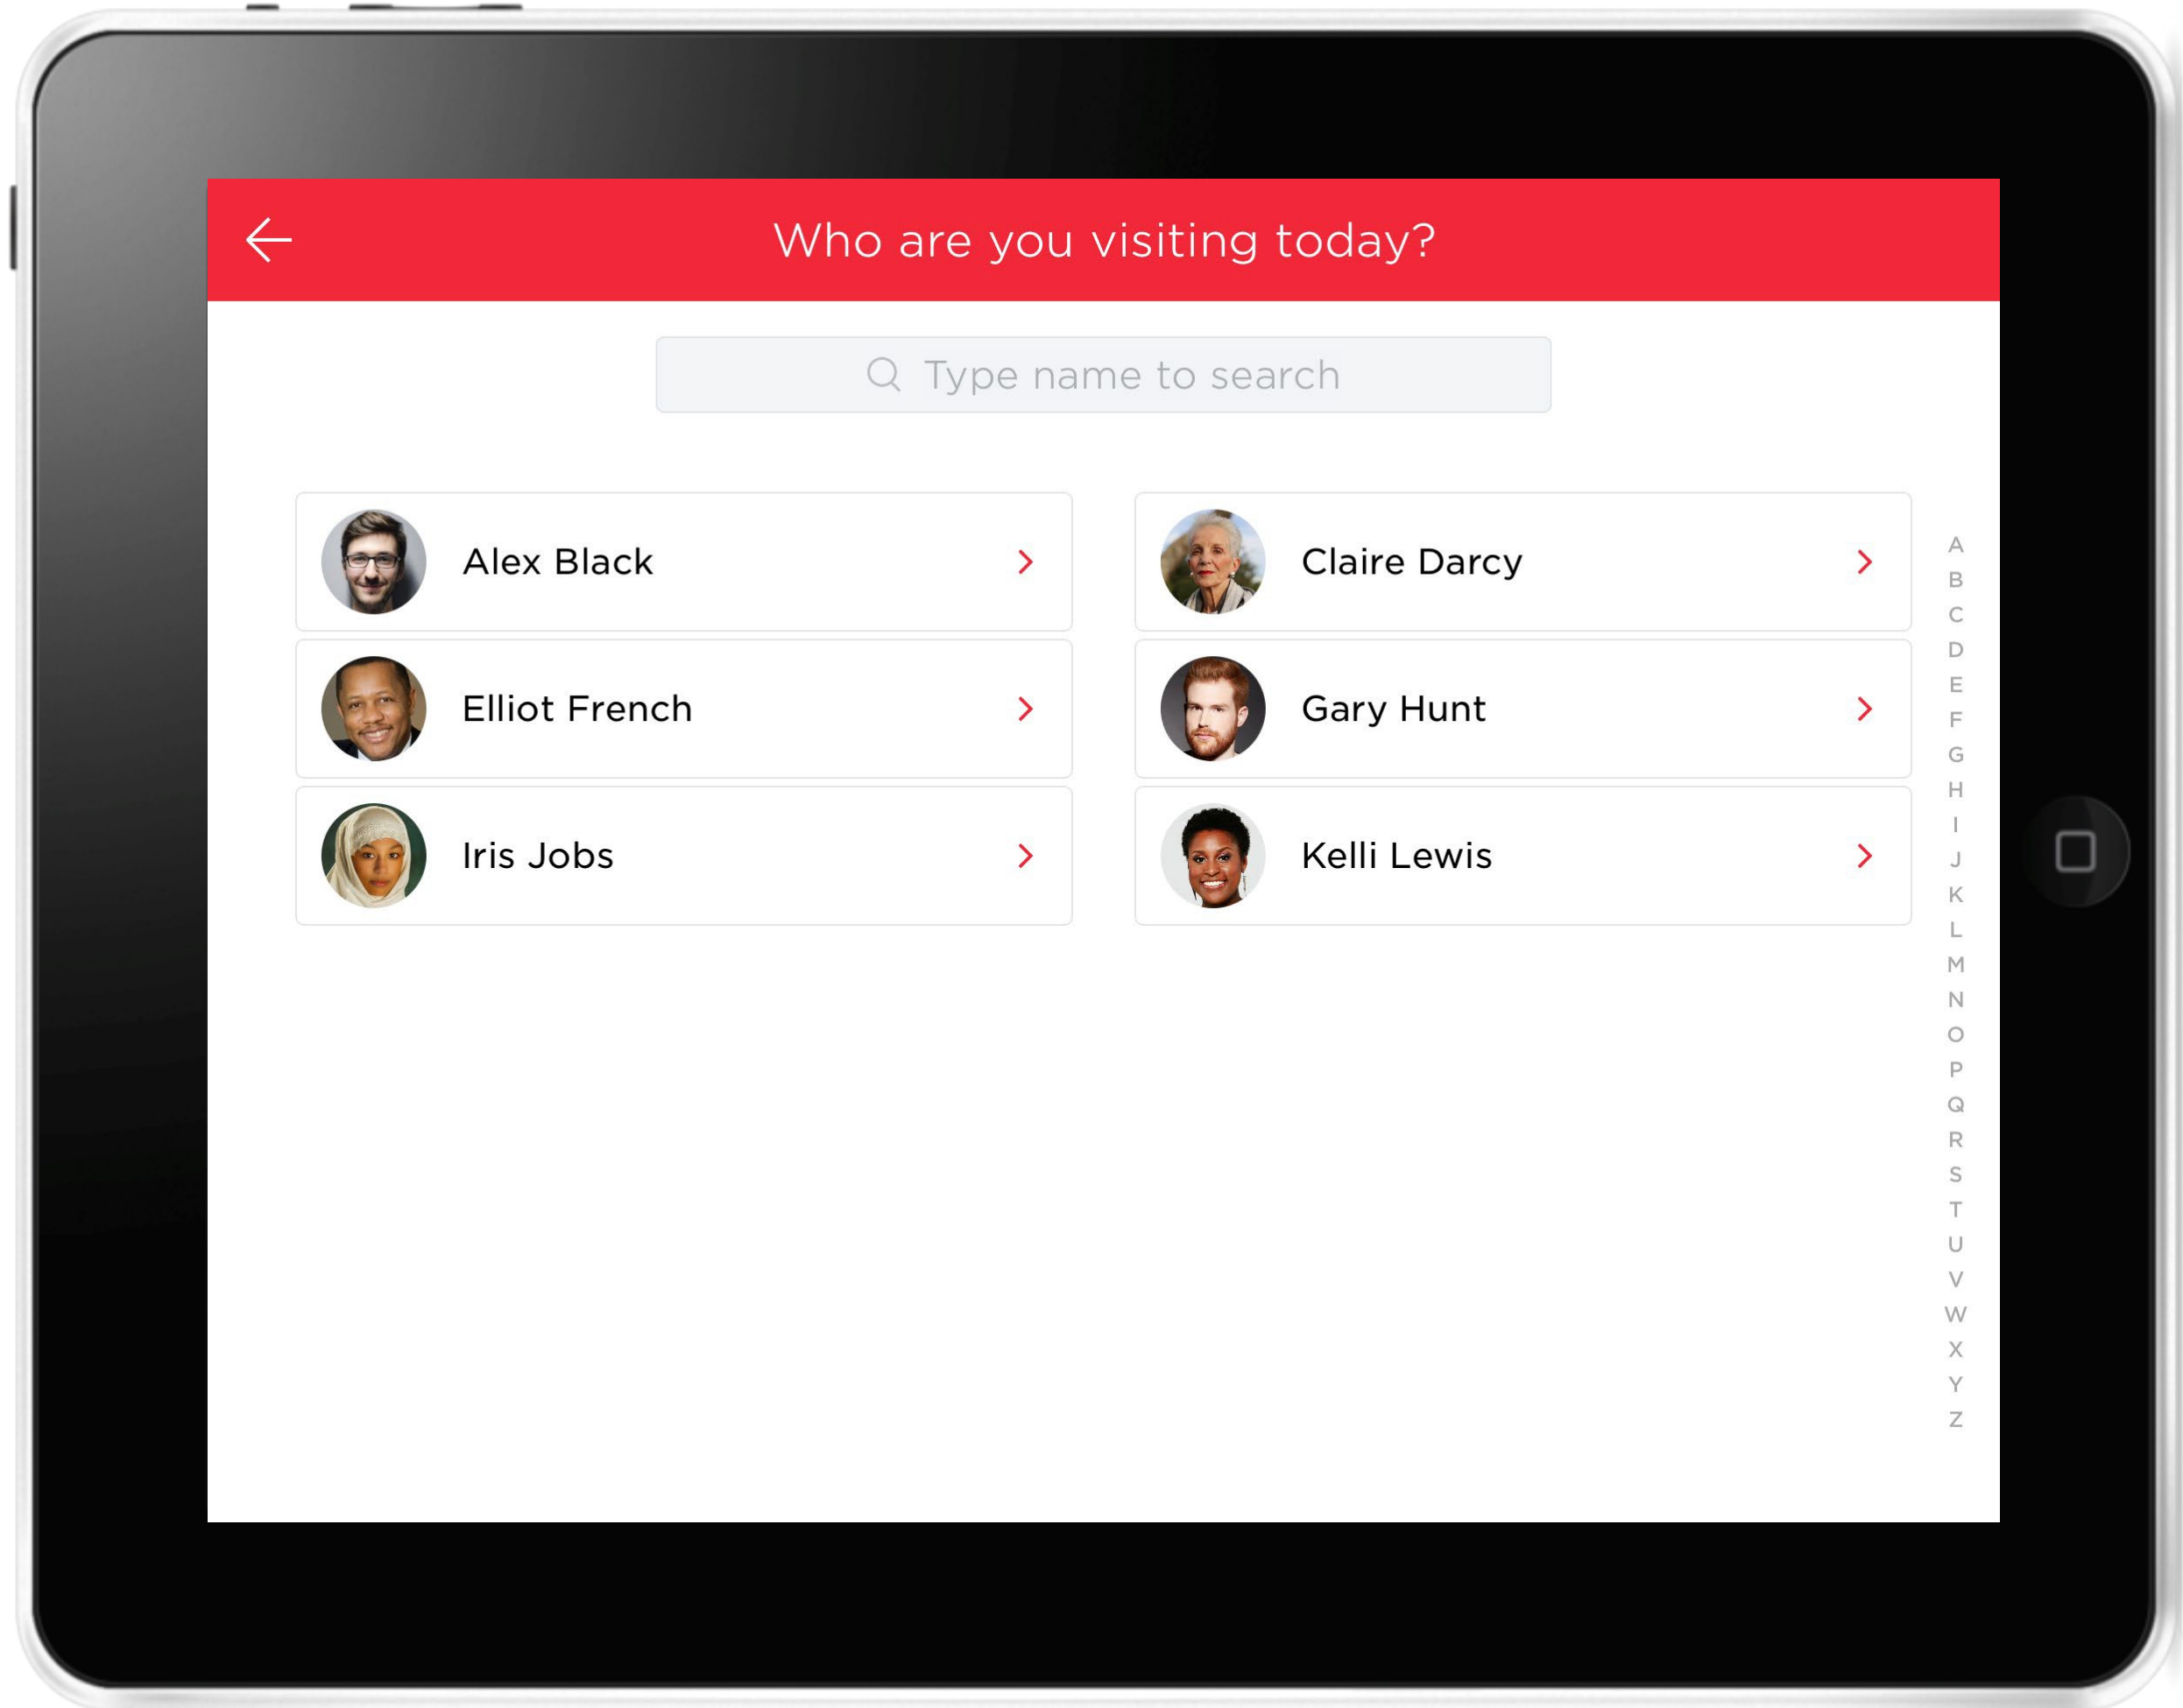 Who are you visiting today?
Type name to search
Alex Black
Claire Darcy
Elliot French
Gary Hunt
Iris Jobs
Kelli Lewis
A
B
C
D
E
F
G
H
I
J
K
L
M
N
O
P
Q
R
S
T
U
V
W
X
Y
Z